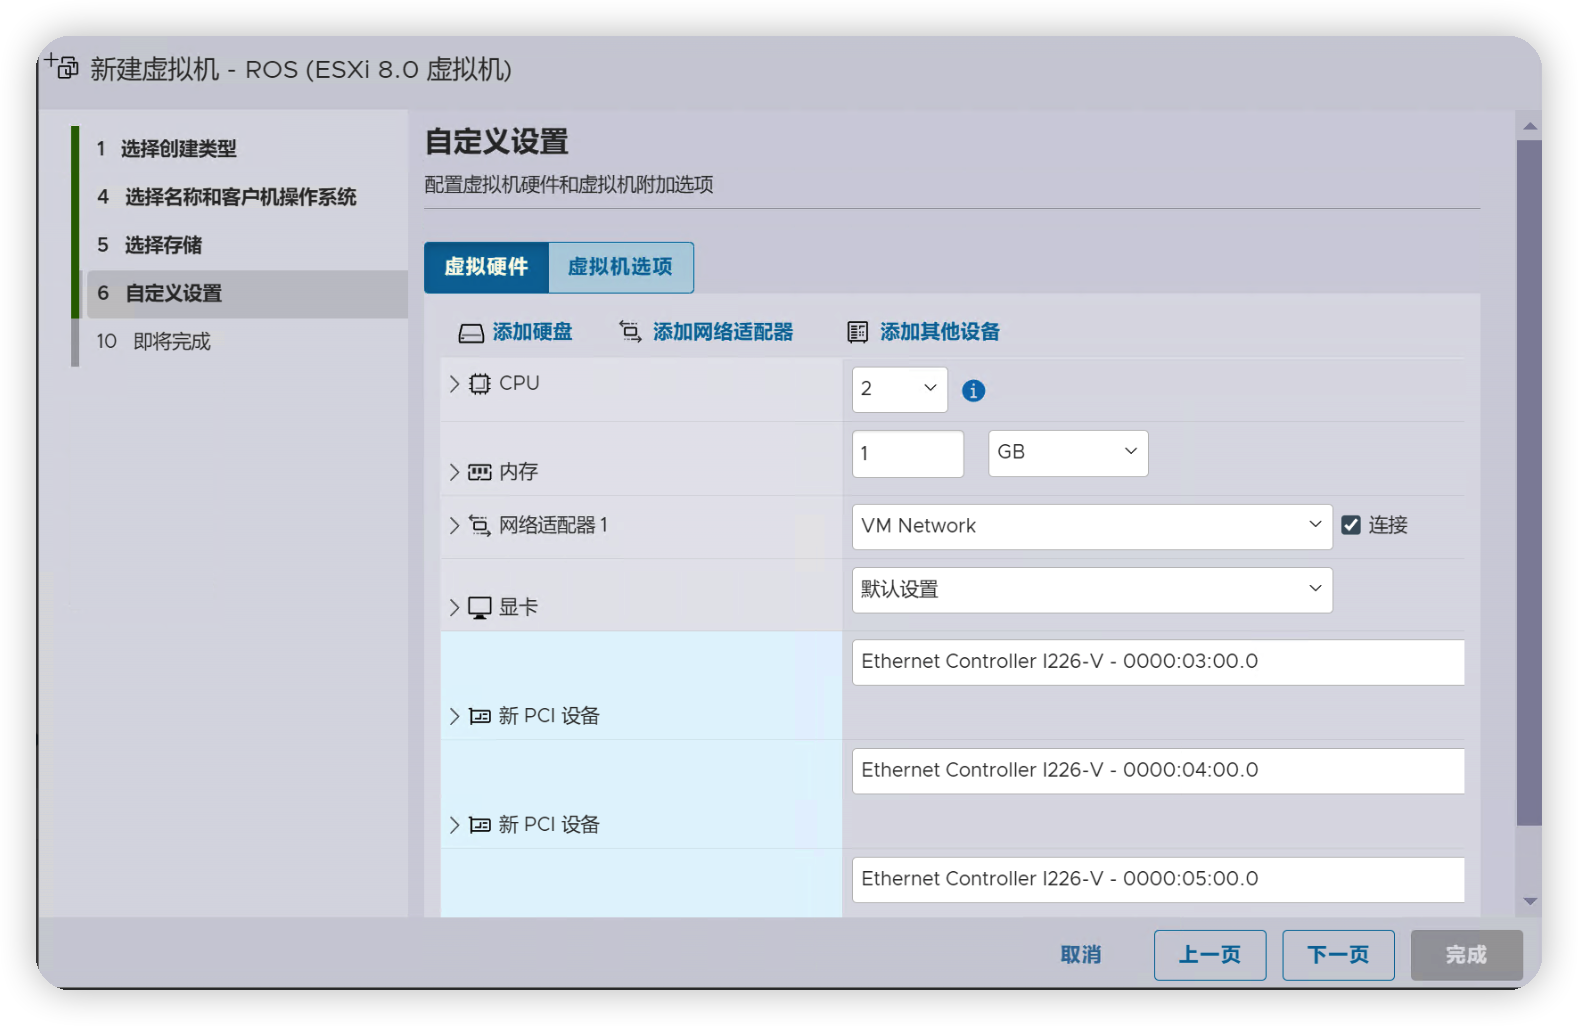 新建虚拟机 - ROS (ESXi 8.0 虚拟机)
1 选择创建类型
4 选择名称和客户机操作系统
5 选择存储
6 自定义设置
10 即将完成
自定义设置
配置虚拟机硬件和虚拟机附加选项
虚拟硬件 虚拟机选项
添加硬盘 添加网络适配器 添加其他设备
CPU 2
内存 1 GB
网络适配器 1 VM Network 连接
显卡 默认设置
Ethernet Controller I226-V - 0000:03:00.0
新 PCI 设备
Ethernet Controller I226-V - 0000:04:00.0
新 PCI 设备
Ethernet Controller I226-V - 0000:05:00.0
取消 上一页 下一页 完成